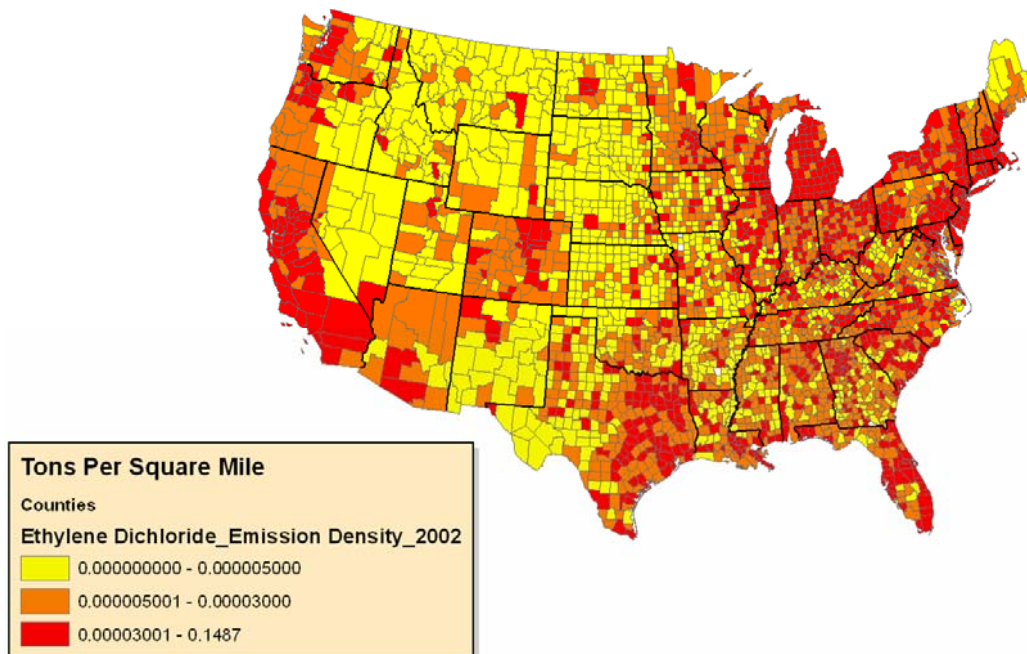 Tons Per Square Mile
Counties
Ethylene Dichloride_Emission Density_2002
0.000000000 - 0.000005000
0.000005001 - 0.00003000
0.00003001 - 0.1487